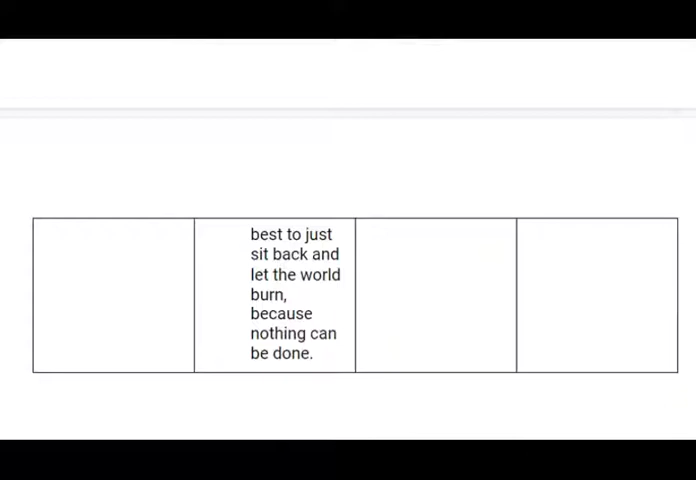 best to just
sit back and
let the world
burn,
because
nothing can
be done.